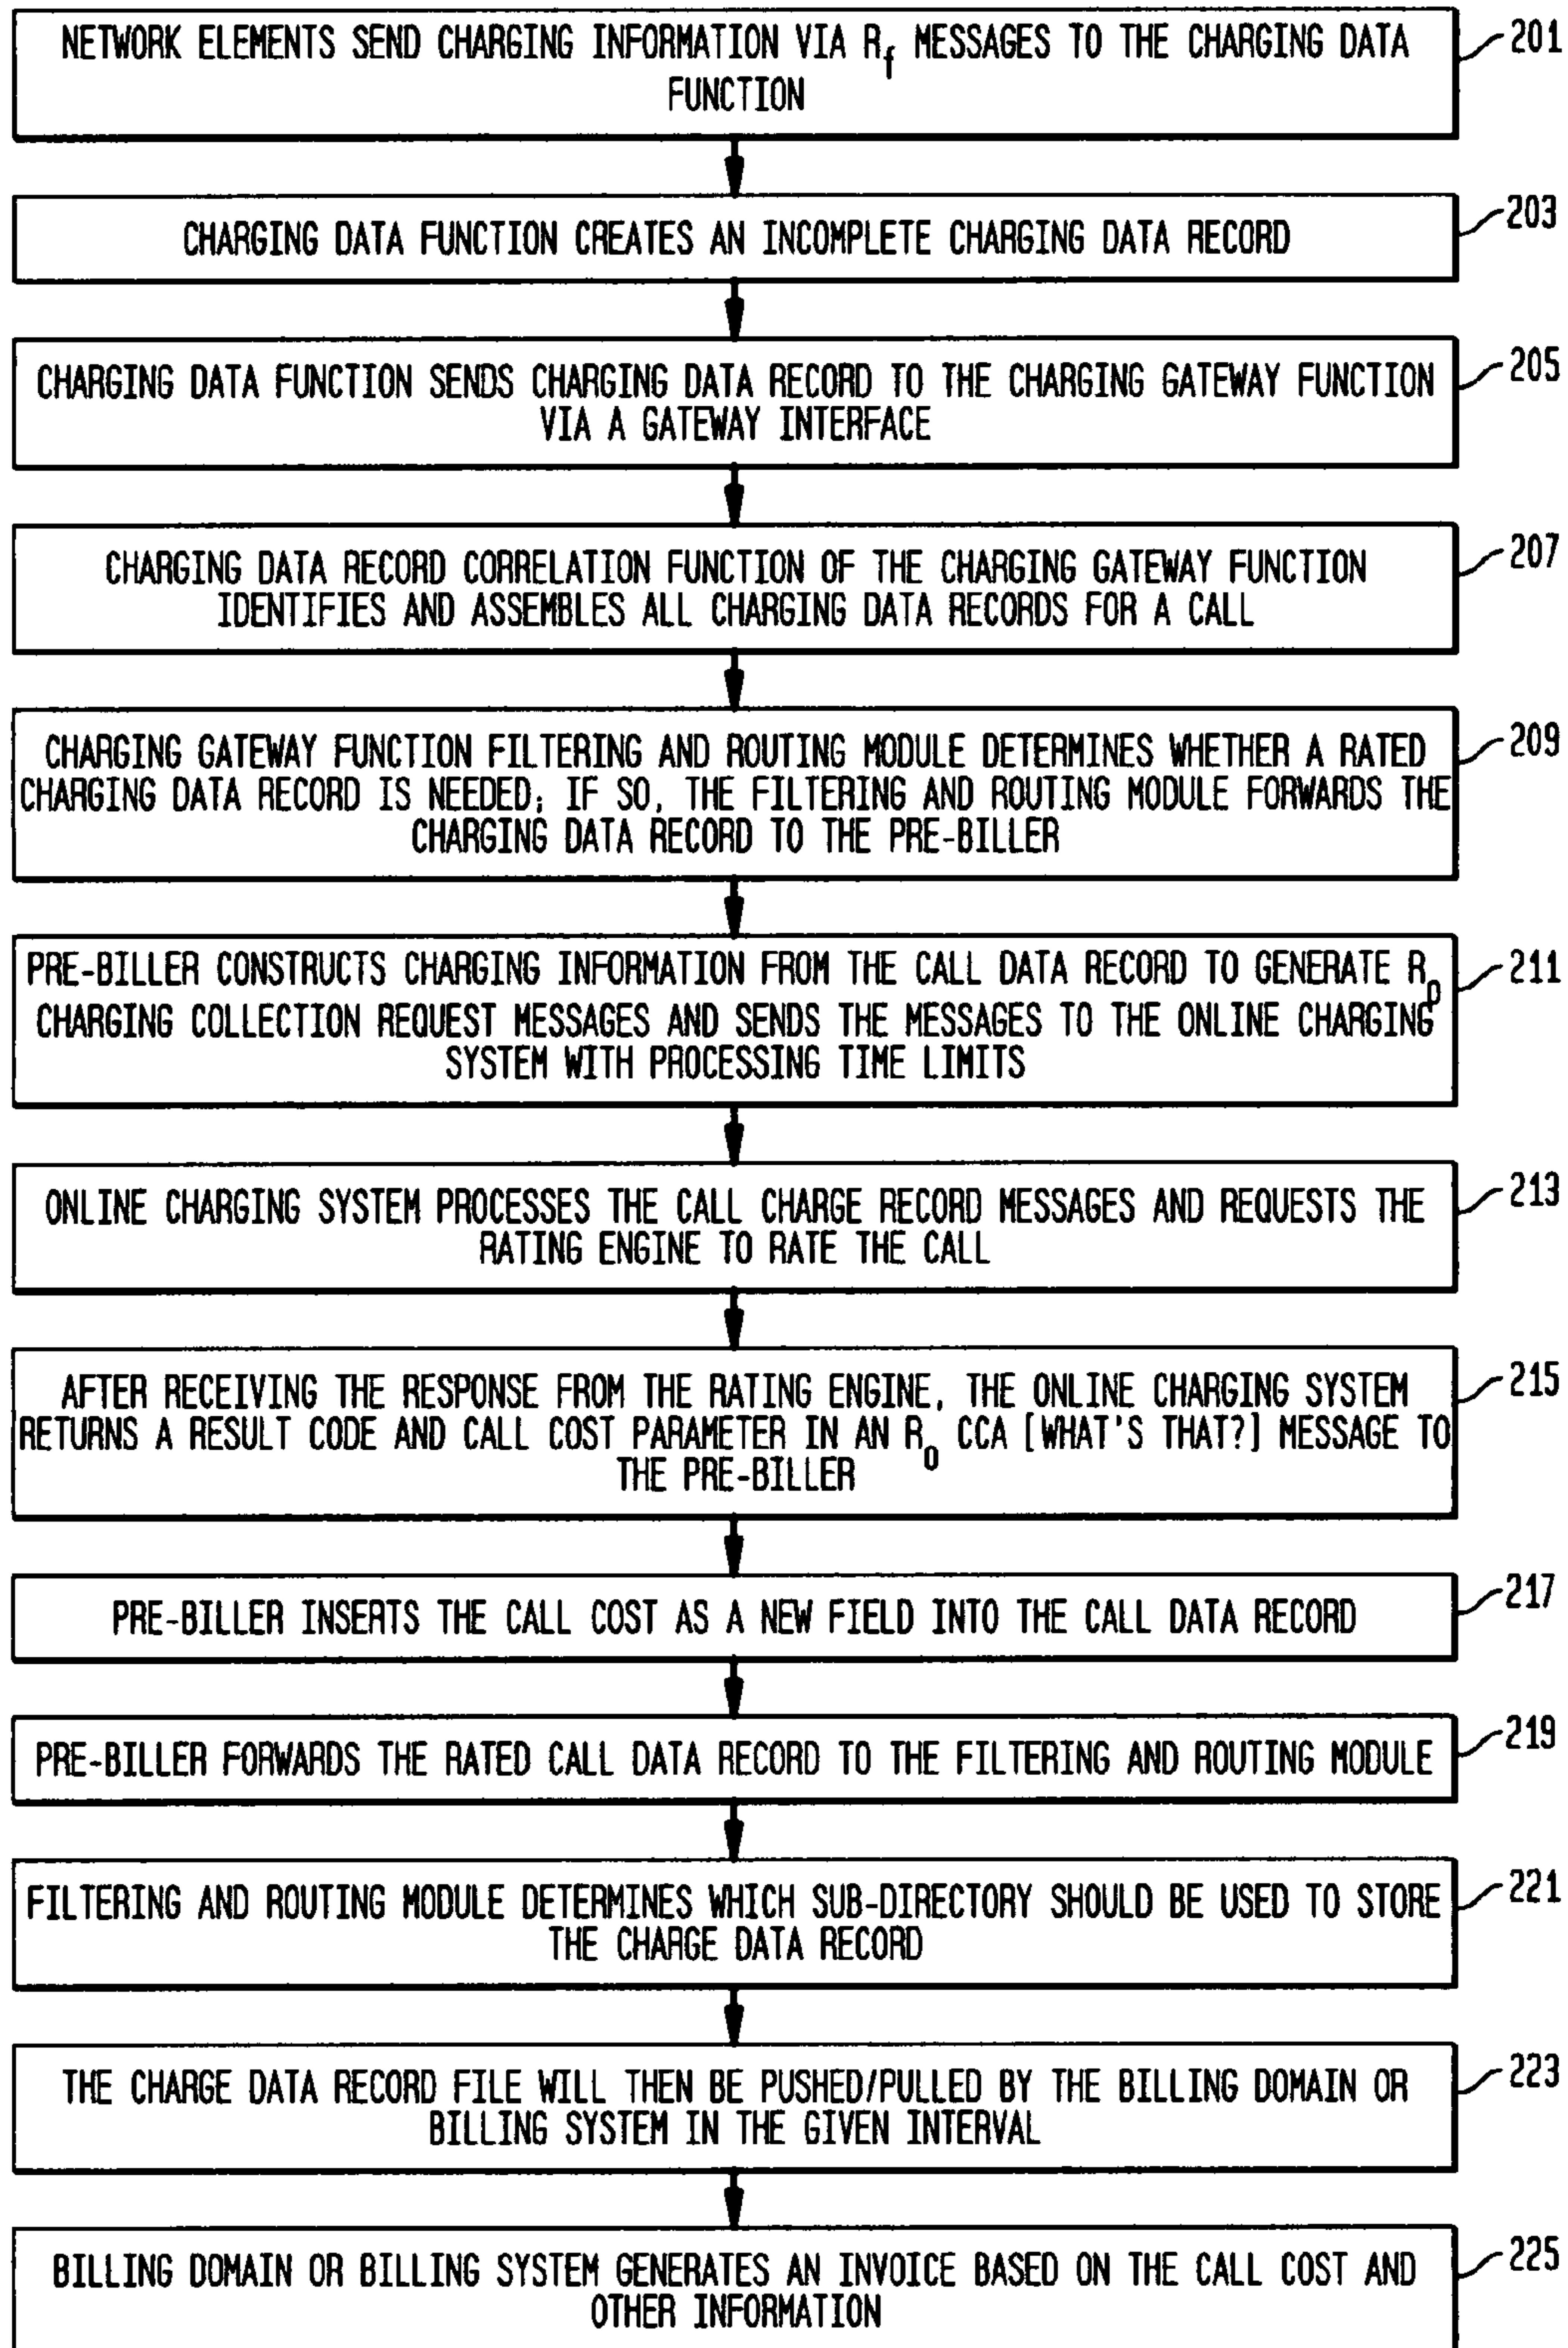 NETWORK ELEMENTS SEND CHARGING INFORMATION VIA Rf MESSAGES TO THE CHARGING DATA
FUNCTION
201
CHARGING DATA FUNCTION CREATES AN INCOMPLETE CHARGING DATA RECORD
203
CHARGING DATA FUNCTION SENDS CHARGING DATA RECORD TO THE CHARGING GATEWAY FUNCTION
VIA A GATEWAY INTERFACE
205
CHARGING DATA RECORD CORRELATION FUNCTION OF THE CHARGING GATEWAY FUNCTION
IDENTIFIES AND ASSEMBLES ALL CHARGING DATA RECORDS FOR A CALL
207
CHARGING GATEWAY FUNCTION FILTERING AND ROUTING MODULE DETERMINES WHETHER A RATED
CHARGING DATA RECORD IS NEEDED; IF SO, THE FILTERING AND ROUTING MODULE FORWARDS THE
CHARGING DATA RECORD TO THE PRE-BILLER
209
PRE-BILLER CONSTRUCTS CHARGING INFORMATION FROM THE CALL DATA RECORD TO GENERATE Ro
CHARGING COLLECTION REQUEST MESSAGES AND SENDS THE MESSAGES TO THE ONLINE CHARGING
SYSTEM WITH PROCESSING TIME LIMITS
211
ONLINE CHARGING SYSTEM PROCESSES THE CALL CHARGE RECORD MESSAGES AND REQUESTS THE
RATING ENGINE TO RATE THE CALL
213
AFTER RECEIVING THE RESPONSE FROM THE RATING ENGINE, THE ONLINE CHARGING SYSTEM
RETURNS A RESULT CODE AND CALL COST PARAMETER IN AN Ro CCA [WHAT'S THAT?] MESSAGE TO
THE PRE-BILLER
215
PRE-BILLER INSERTS THE CALL COST AS A NEW FIELD INTO THE CALL DATA RECORD
217
PRE-BILLER FORWARDS THE RATED CALL DATA RECORD TO THE FILTERING AND ROUTING MODULE
219
FILTERING AND ROUTING MODULE DETERMINES WHICH SUB-DIRECTORY SHOULD BE USED TO STORE
THE CHARGE DATA RECORD
221
THE CHARGE DATA RECORD FILE WILL THEN BE PUSHED/PULLED BY THE BILLING DOMAIN OR
BILLING SYSTEM IN THE GIVEN INTERVAL
223
BILLING DOMAIN OR BILLING SYSTEM GENERATES AN INVOICE BASED ON THE CALL COST AND
OTHER INFORMATION
225